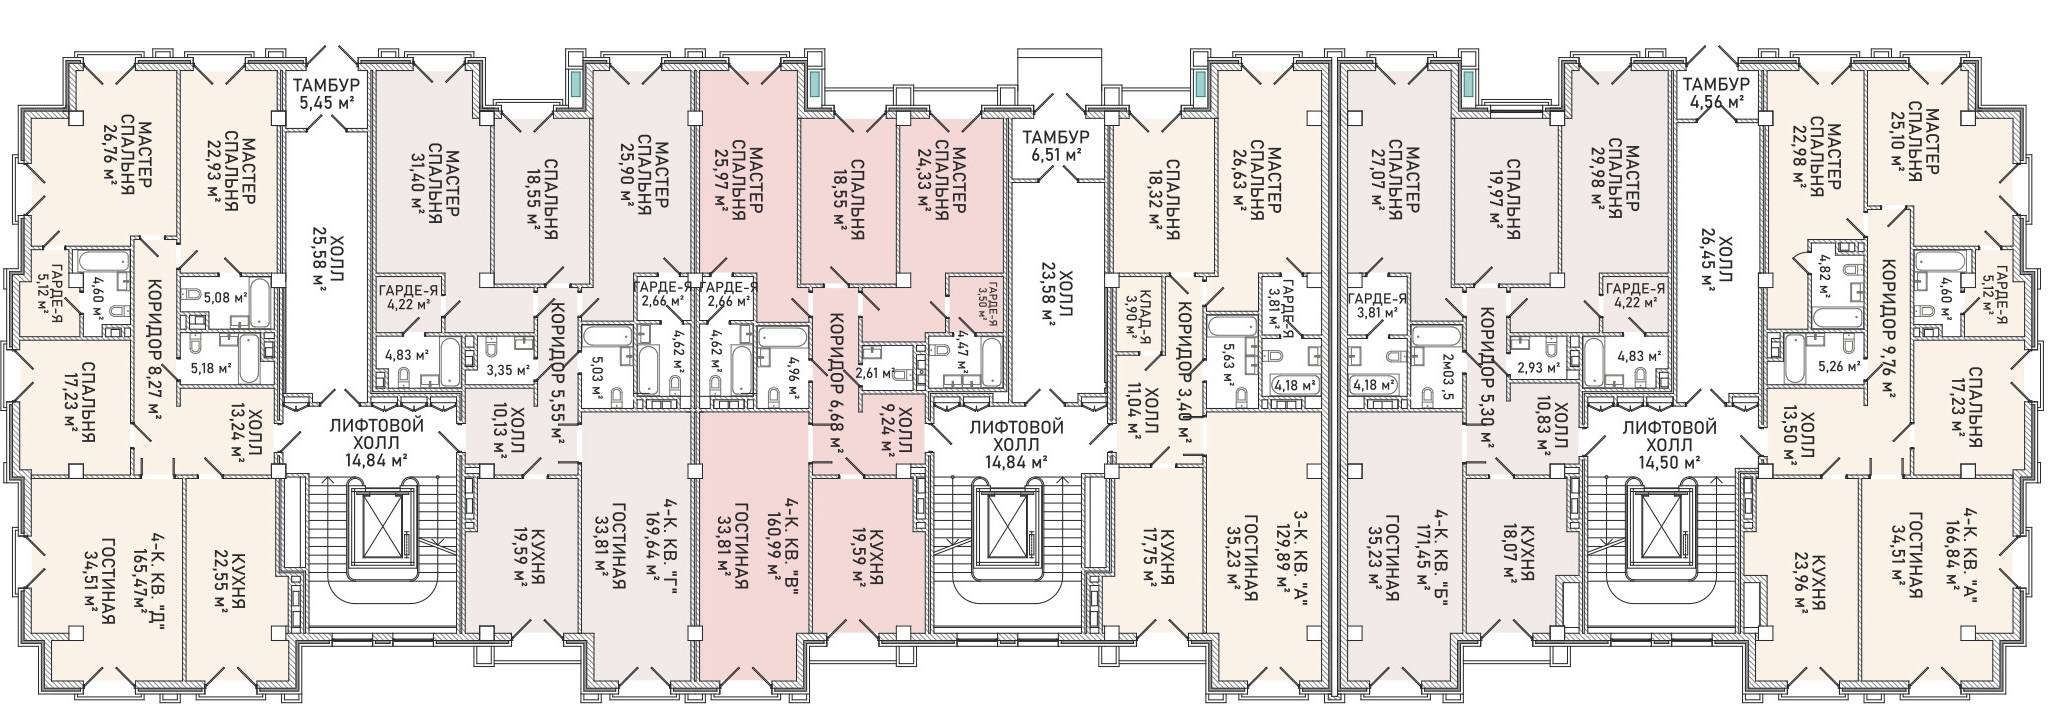 МАСТЕР
СПАЛЬНЯ
26,76 м²
МАСТЕР
СПАЛЬНЯ
22,93 м²
ТАМБУР
5,45 м²
ХОЛЛ
25,58 м²
ГАРДЕ-Я
5,12 м²
4,60 м²
КОРИДОР 8,27 м²
5,08 м²
5,18 м²
СПАЛЬНЯ
17,23 м²
ХОЛЛ
13,24 м²
4-К. КВ. "Д"
165,47м²
ГОСТИНАЯ
34,51 м²
КУХНЯ
22,55 м²
ЛИФТОВОЙ
ХОЛЛ
14,84 м²
МАСТЕР
СПАЛЬНЯ
31,40 м²
СПАЛЬНЯ
18,55 м²
МАСТЕР
СПАЛЬНЯ
25,90 м²
ГАРДЕ-Я
4,22 м²
4,83 м²
3,35 м²
КОРИДОР 5,55 м²
5,03 м²
ГАРДЕ-Я
2,66 м²
4,62 м²
ХОЛЛ
10,13 м²
КУХНЯ
19,59 м²
4-К. КВ. "Г"
169,64 м²
ГОСТИНАЯ
33,81 м²
МАСТЕР
СПАЛЬНЯ
25,97 м²
СПАЛЬНЯ
18,55 м²
МАСТЕР
СПАЛЬНЯ
24,33 м²
ГАРДЕ-Я
2,66 м²
4,62 м²
4,96 м²
КОРИДОР 6,68 м²
2,61 м²
ГАРДЕ-Я
3,50 м²
4,47 м²
ХОЛЛ
9,24 м²
4-К. КВ. "В"
160,99 м²
ГОСТИНАЯ
33,81 м²
КУХНЯ
19,59 м²
ТАМБУР
6,51 м²
ХОЛЛ
23,58 м²
ЛИФТОВОЙ
ХОЛЛ
14,84 м²
СПАЛЬНЯ
18,32 м²
МАСТЕР
СПАЛЬНЯ
26,63 м²
КЛАД-Я
3,90 м²
КОРИДОР 3,40 м²
ГАРДЕ-Я
3,81 м²
5,63 м²
4,18 м²
ХОЛЛ
11,04 м²
КУХНЯ
17,75 м²
3-К. КВ. "А"
129,89 м²
ГОСТИНАЯ
35,23 м²
МАСТЕР
СПАЛЬНЯ
27,07 м²
СПАЛЬНЯ
19,97 м²
МАСТЕР
СПАЛЬНЯ
29,98 м²
ГАРДЕ-Я
3,81 м²
4,18 м²
2м03,5
КОРИДОР 5,30 м²
2,93 м²
ГАРДЕ-Я
4,22 м²
4,83 м²
ХОЛЛ
10,83 м²
4-К. КВ. "Б"
171,45 м²
ГОСТИНАЯ
35,23 м²
КУХНЯ
18,07 м²
ТАМБУР
4,56 м²
ХОЛЛ
26,45 м²
ЛИФТОВОЙ
ХОЛЛ
14,50 м²
МАСТЕР
СПАЛЬНЯ
22,98 м²
МАСТЕР
СПАЛЬНЯ
25,10 м²
4,82 м²
5,26 м²
КОРИДОР 9,76 м²
4,60 м²
ГАРДЕ-Я
5,12 м²
СПАЛЬНЯ
17,23 м²
ХОЛЛ
13,50 м²
КУХНЯ
23,96 м²
4-К. КВ. "А"
166,84 м²
ГОСТИНАЯ
34,51 м²